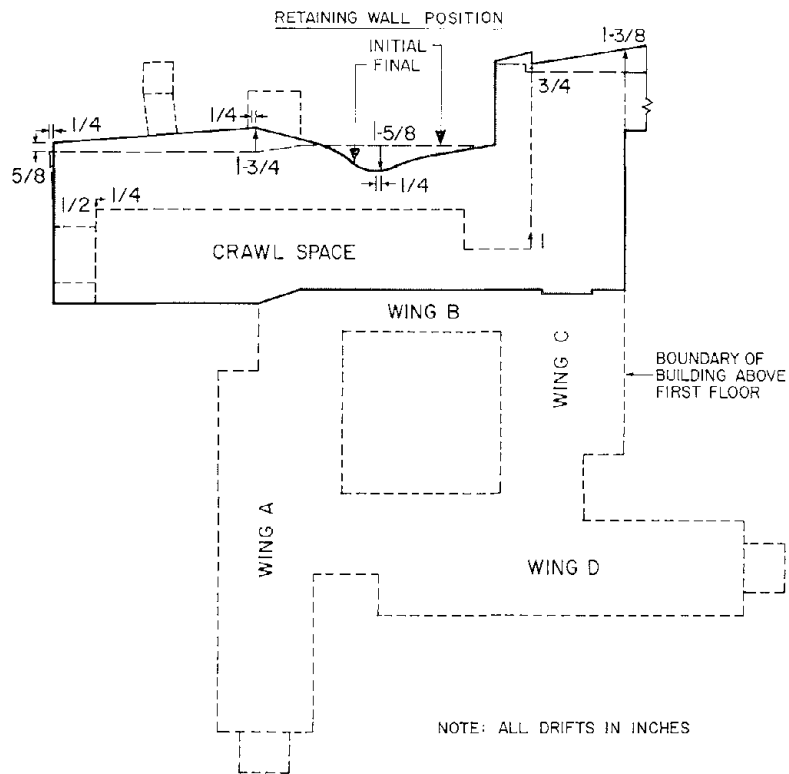 RETAINING WALL POSITION
INITIAL
FINAL
1-3/8
3/4
1/4
1/4
1-5/8
1-3/4
5/8
1/4
1/2
1/4
1
CRAWL SPACE
WING B
WING C
BOUNDARY OF
BUILDING ABOVE
FIRST FLOOR
WING A
WING D
NOTE: ALL DRIFTS IN INCHES